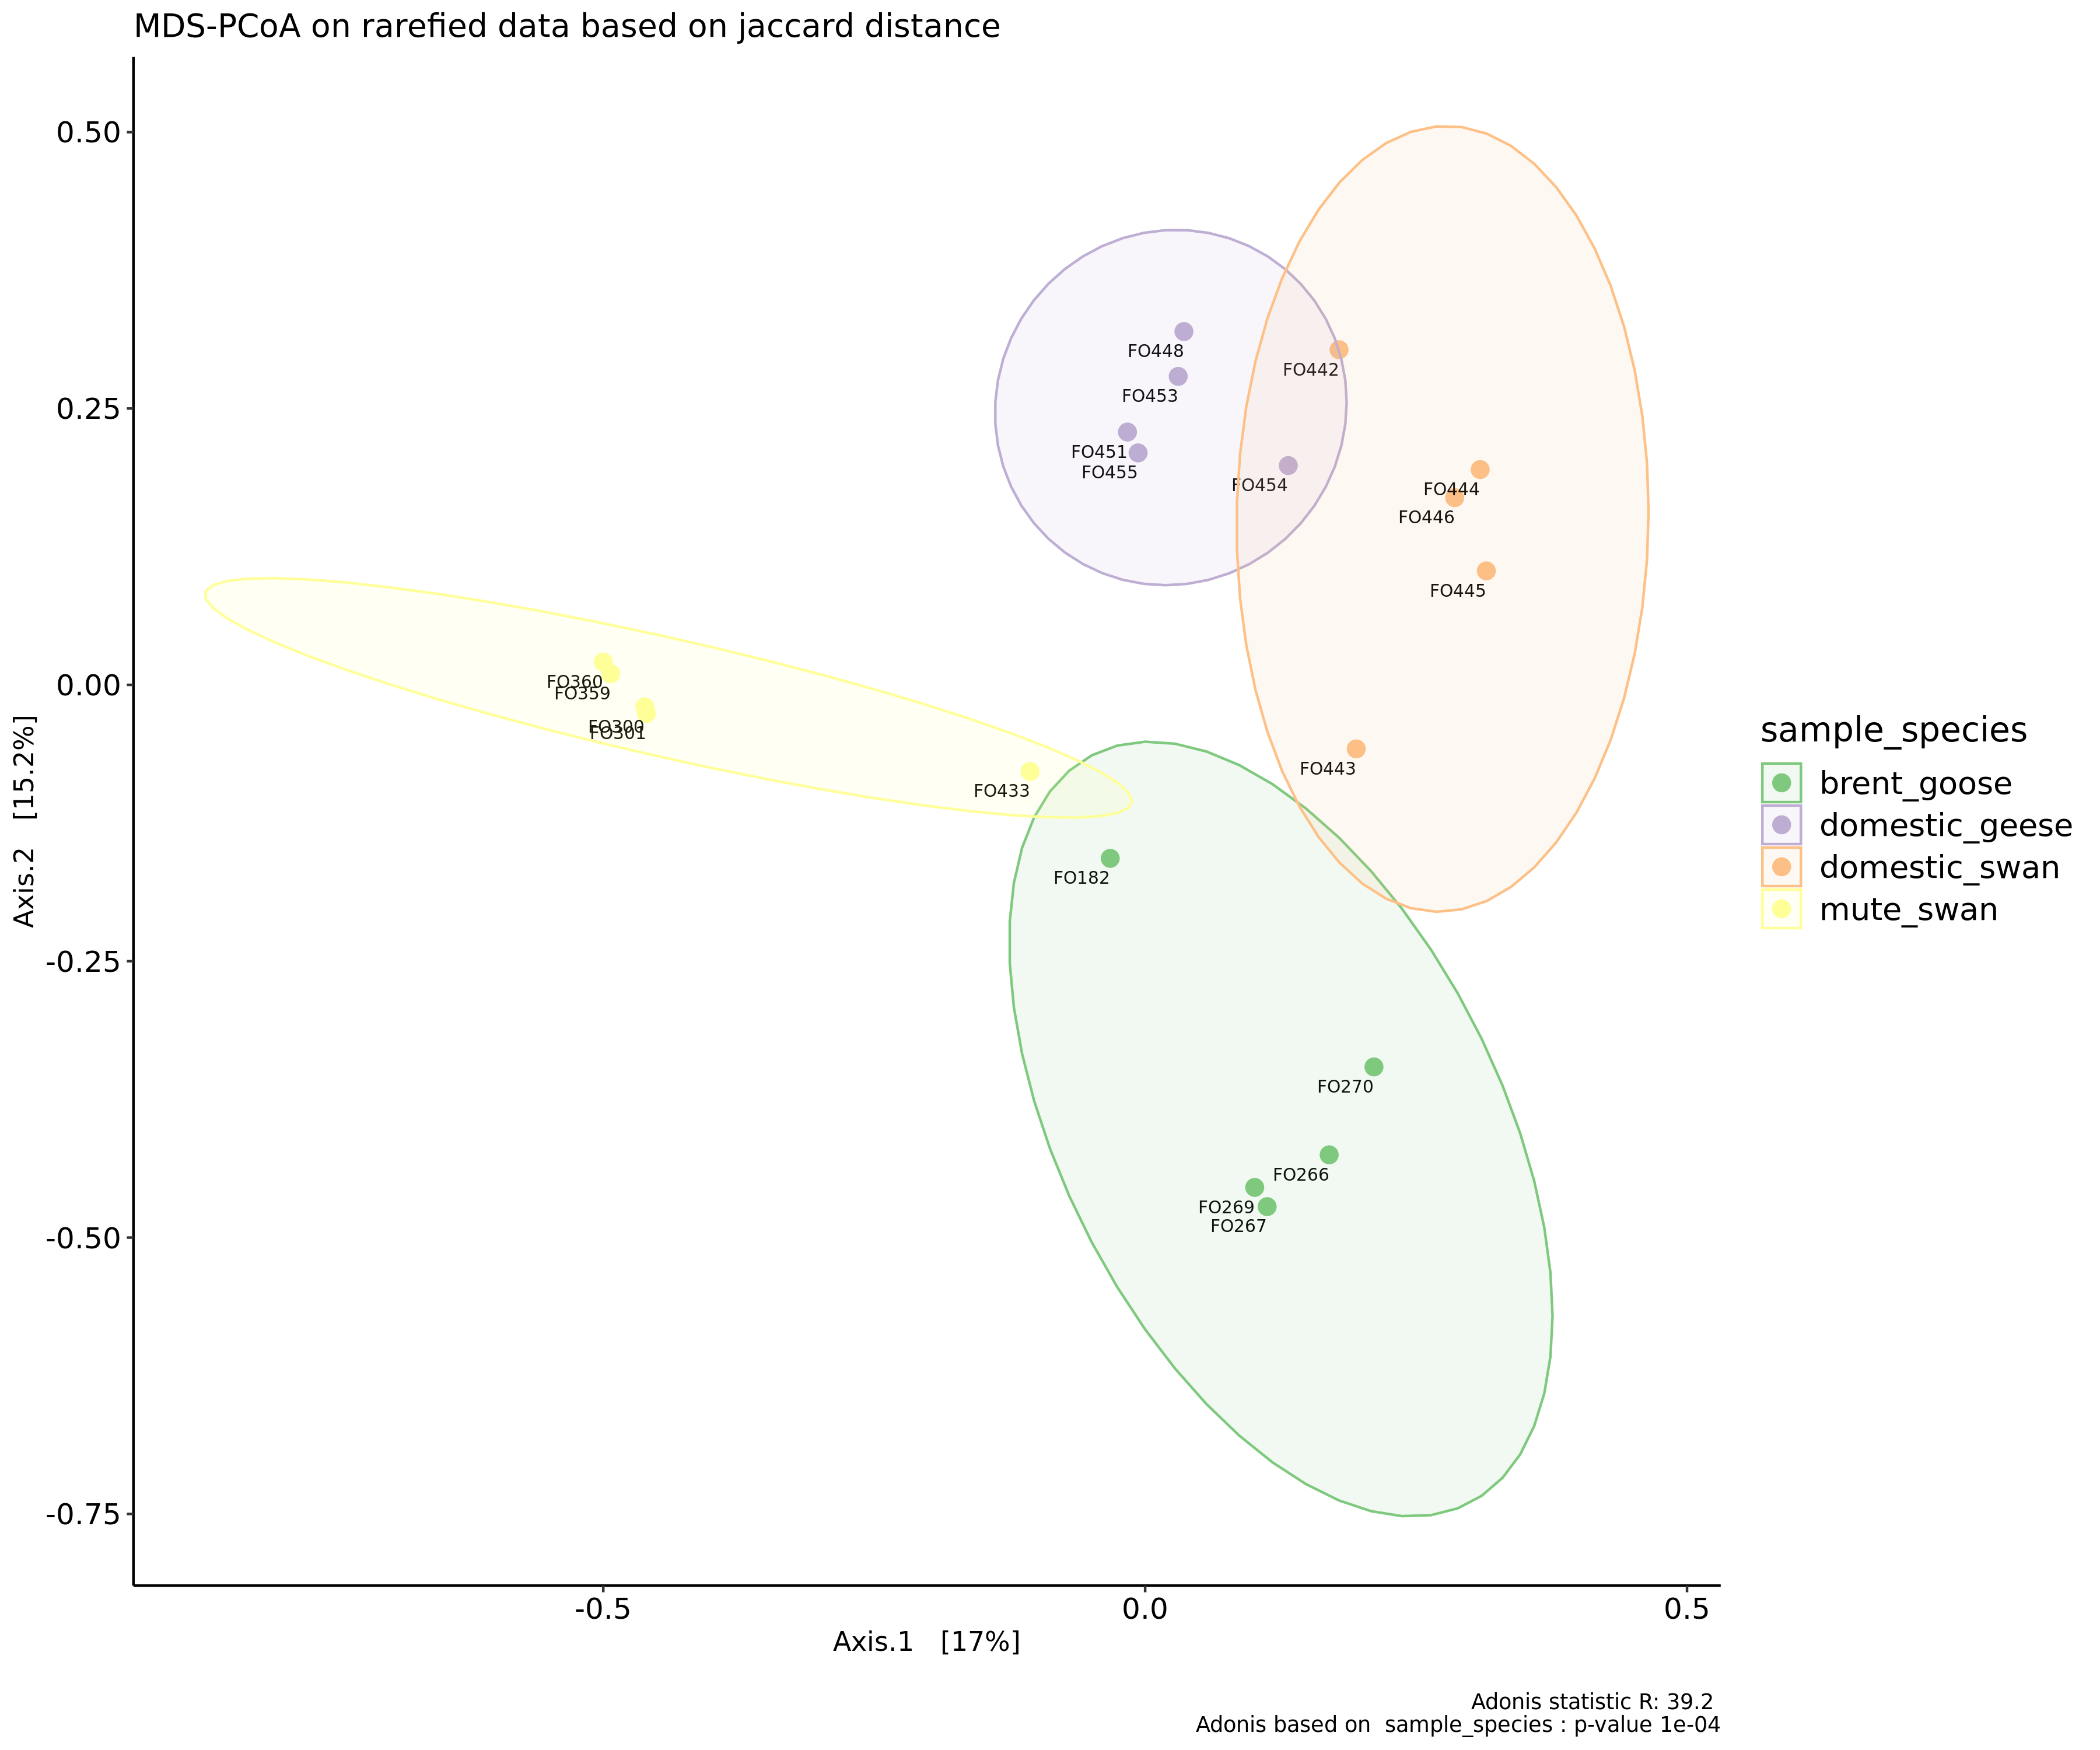 MDS-PCoA on rarefied data based on jaccard distance
0.50
0.25
0.00
-0.25
-0.50
-0.75
Axis.2 [15.2%]
FO448
FO442
FO453
FO451
FO455
FO454
FO444
FO446
FO445
FO360
FO359
FO300
FO301
FO443
FO433
FO182
FO270
FO266
FO269
FO267
sample_species
brent_goose
domestic_geese
domestic_swan
mute_swan
-0.5 0.0 0.5
Axis.1 [17%]
Adonis statistic R: 39.2
Adonis based on sample_species : p-value 1e-04